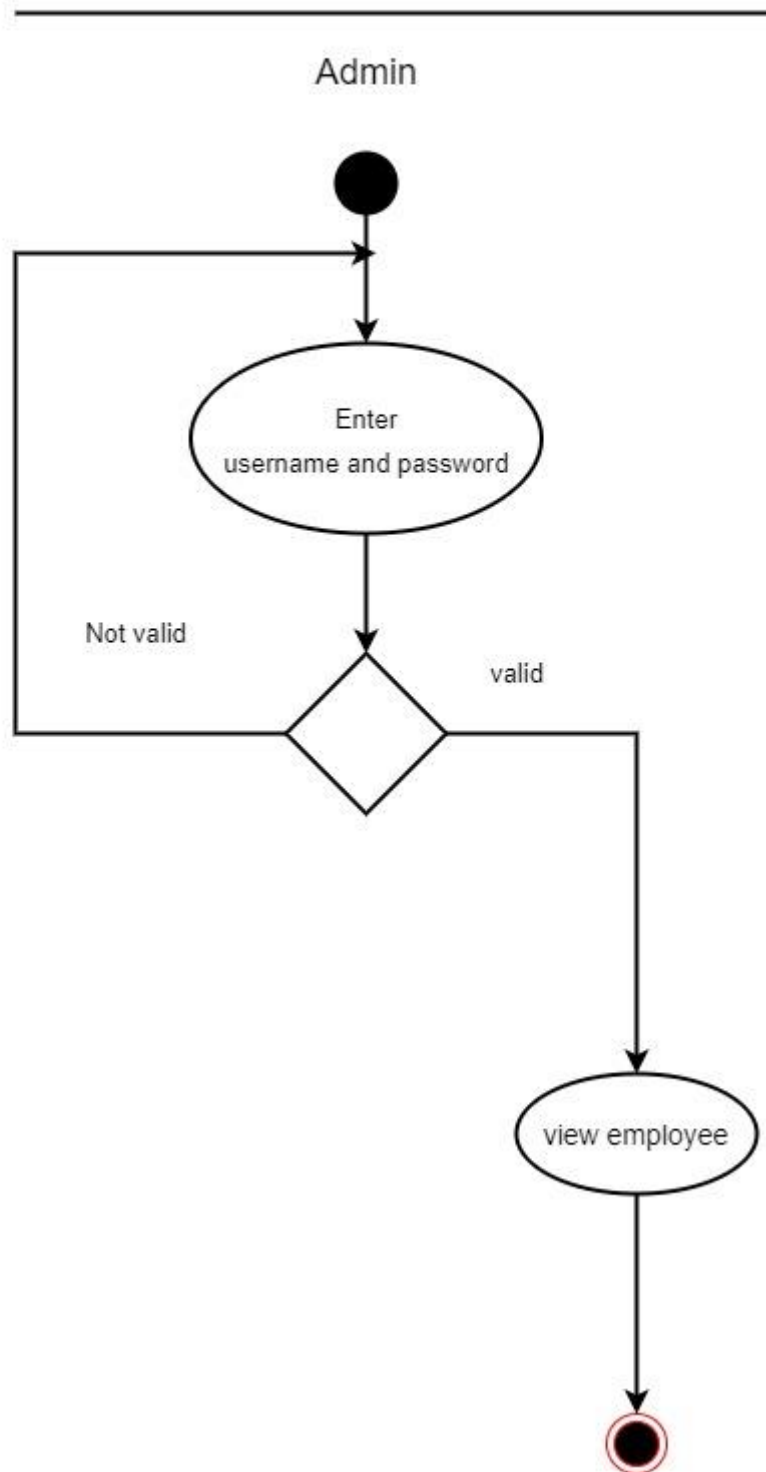 Admin
Enter
username and password
Not valid
valid
view employee